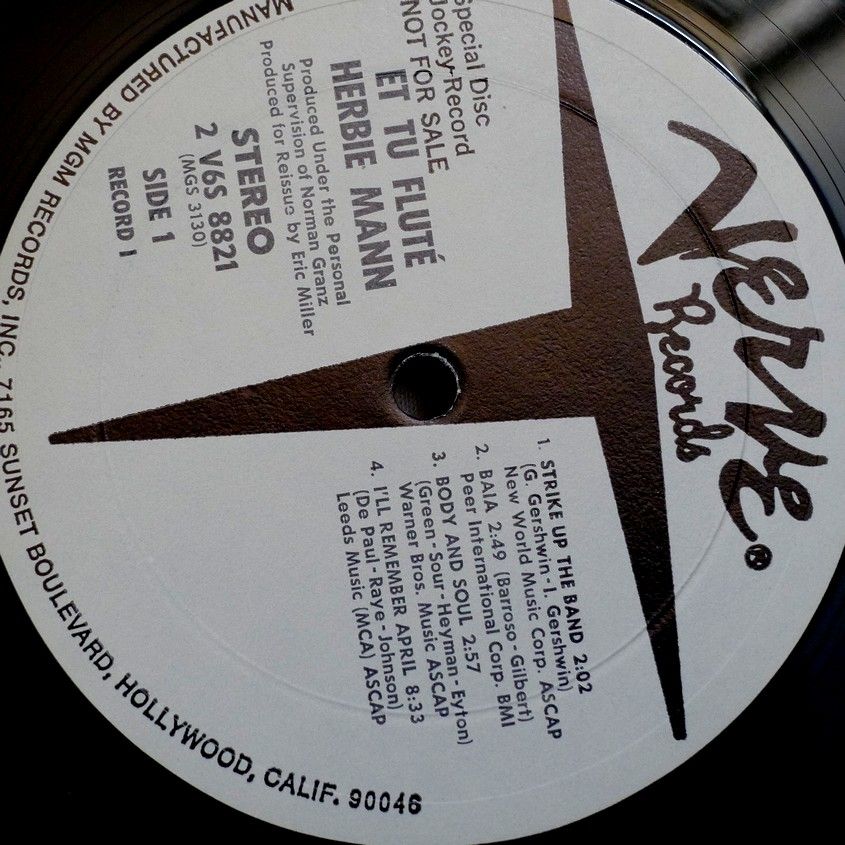 VERVE®
Records
Special Disc
Jockey Record
NOT FOR SALE
ET TU FLUTÉ
HERBIE MANN
Produced Under the Personal
Supervision of Norman Granz
Produced for Reissue by Eric Miller
STEREO
2 V6S 8821
(MGS 3130)
SIDE 1
RECORD 1
1. STRIKE UP THE BAND 2:02
(G. Gershwin-I. Gershwin)
New World Music Corp. ASCAP
2. BAIA 2:49 (Barroso-Gilbert)
Peer International Corp. BMI
3. BODY AND SOUL 2:57
(Green-Sour-Heyman-Eyton)
Warner Bros. Music ASCAP
4. I'LL REMEMBER APRIL 8:33
(De Paul-Raye-Johnson)
Leeds Music (MCA) ASCAP
MANUFACTURED BY MGM RECORDS, INC., 7165 SUNSET BOULEVARD, HOLLYWOOD, CALIF. 90046